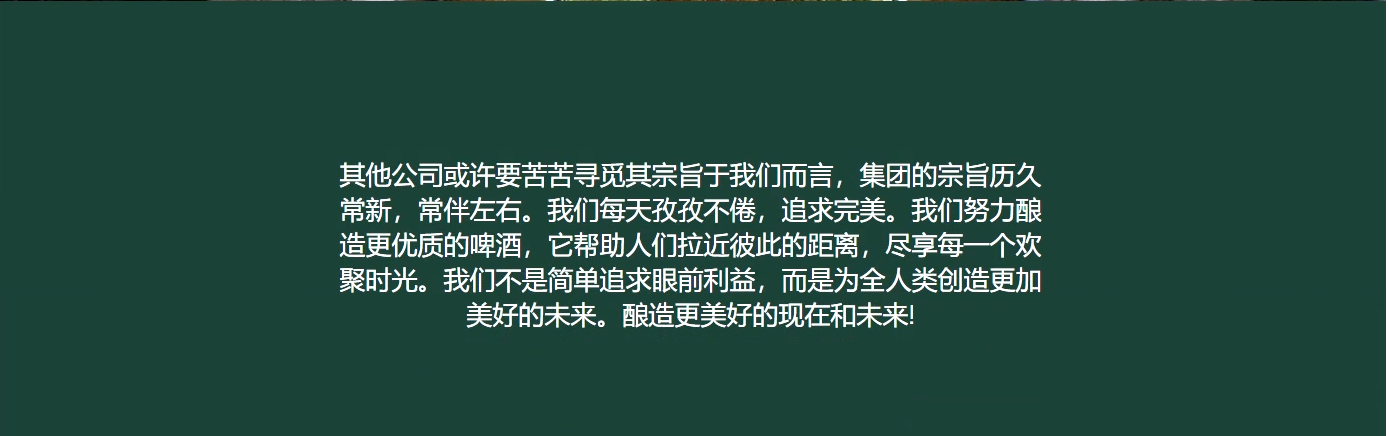 其他公司或许要苦苦寻觅其宗旨于我们而言，集团的宗旨历久
常新，常伴左右。我们每天孜孜不倦，追求完美。我们努力酿
造更优质的啤酒，它帮助人们拉近彼此的距离，尽享每一个欢
聚时光。我们不是简单追求眼前利益，而是为全人类创造更加
美好的未来。酿造更美好的现在和未来!